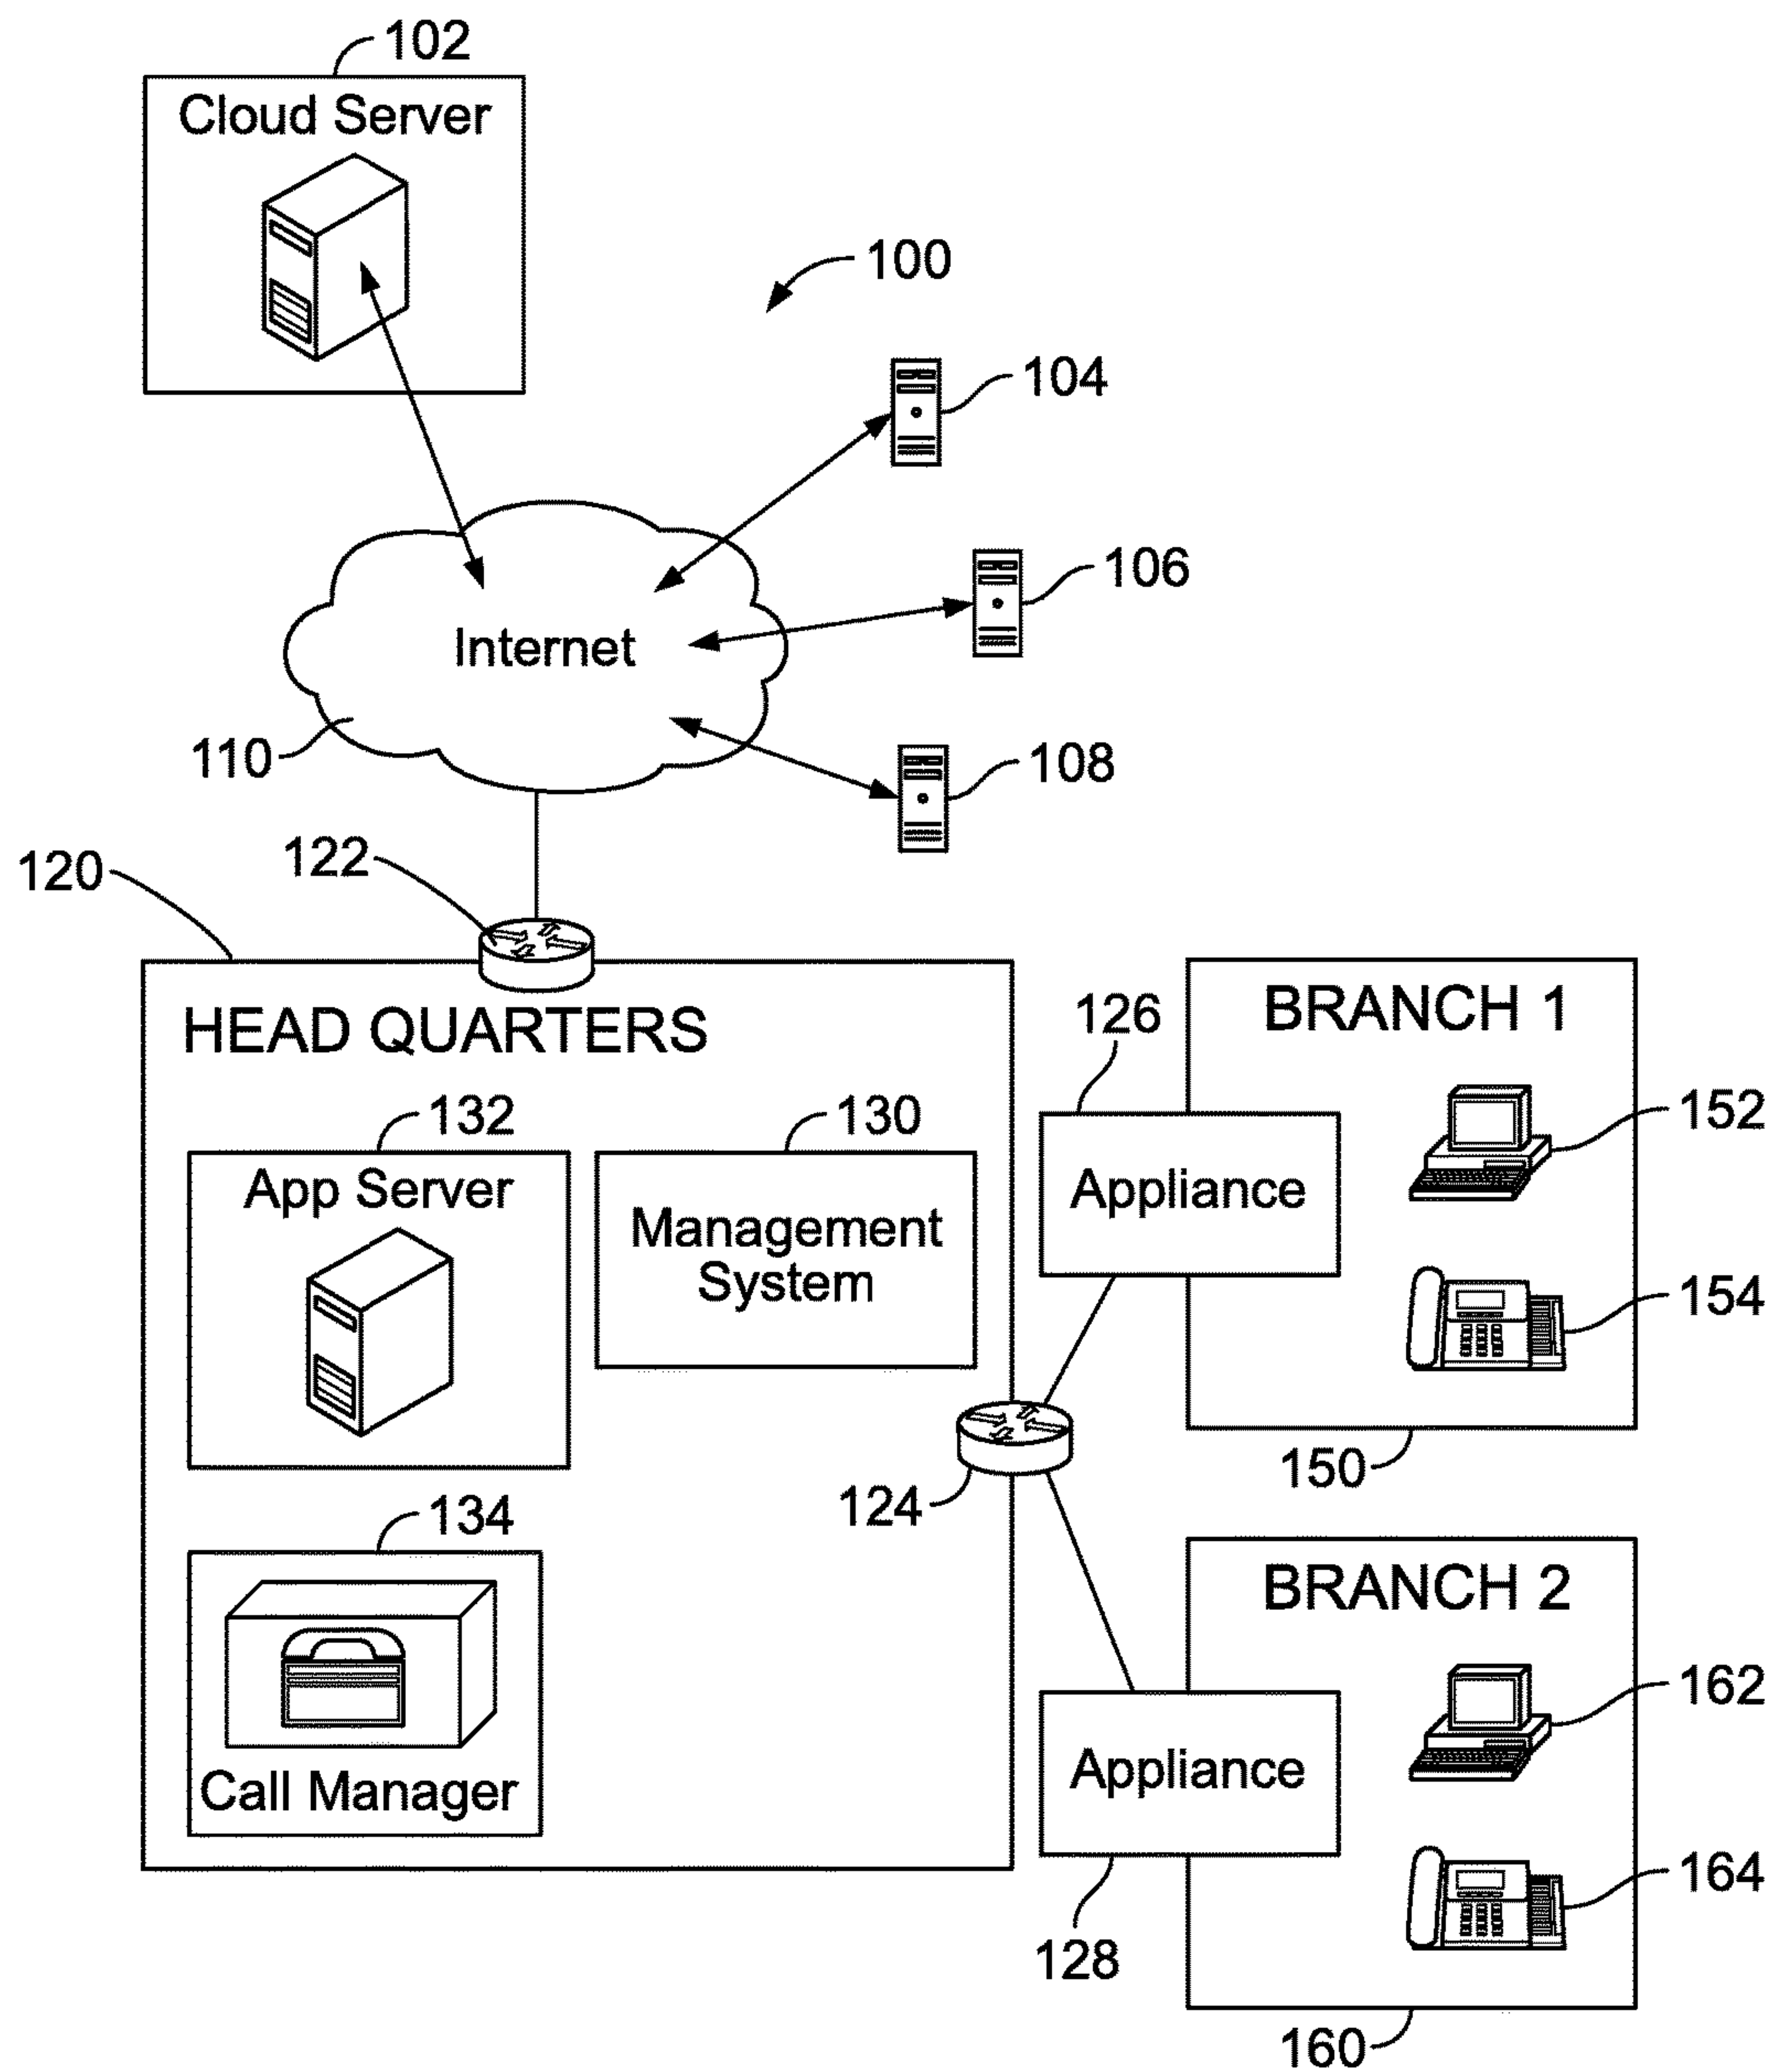 102
Cloud Server
100
104
106
Internet
110
108
122
120
HEAD QUARTERS
126
BRANCH 1
132
130
152
App Server
Management
System
Appliance
154
124
150
134
BRANCH 2
162
Appliance
Call Manager
164
128
160